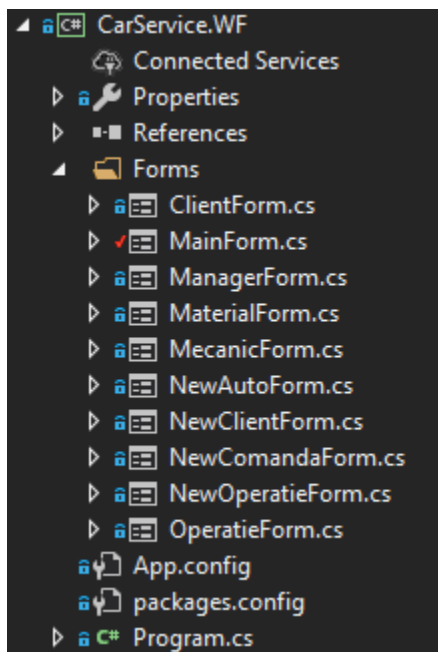 C# CarService.WF
Connected Services
Properties
References
Forms
ClientForm.cs
MainForm.cs
ManagerForm.cs
MaterialForm.cs
MecanicForm.cs
NewAutoForm.cs
NewClientForm.cs
NewComandaForm.cs
NewOperatieForm.cs
OperatieForm.cs
App.config
packages.config
C# Program.cs